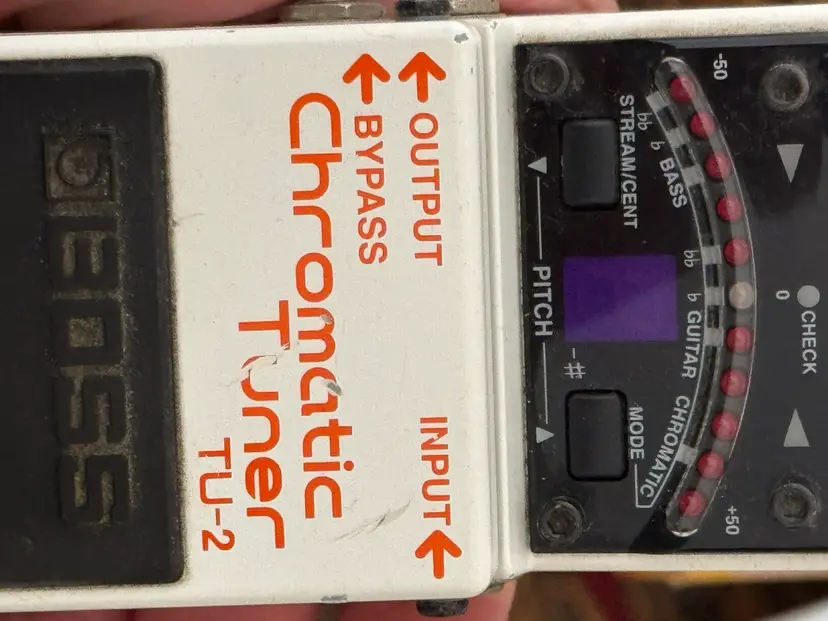 -50
+50
CHECK
0
bb b BASS
bb b GUITAR
CHROMATIC
STREAM/CENT
MODE
PITCH
-#
OUTPUT
INPUT
BYPASS
Chromatic
Tuner
TU-2
BOSS